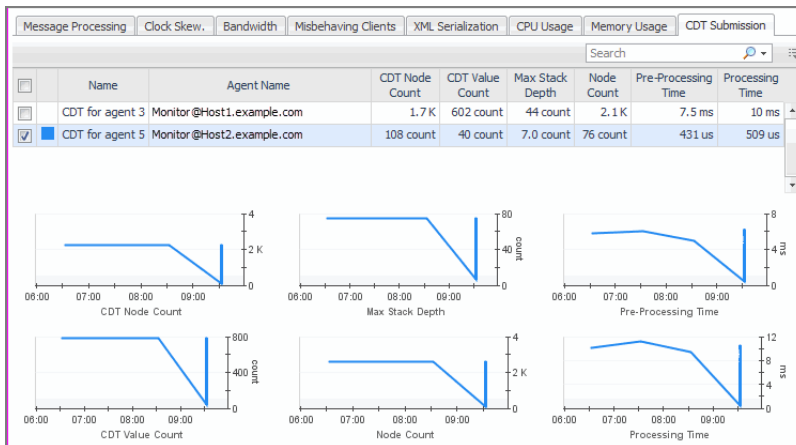 Message Processing Clock Skew. Bandwidth Misbehaving Clients XML Serialization CPU Usage Memory Usage CDT Submission
Search
Name Agent Name CDT Node Count CDT Value Count Max Stack Depth Node Count Pre-Processing Time Processing Time
CDT for agent 3 Monitor@Host1.example.com 1.7 K 602 count 44 count 2.1 K 7.5 ms 10 ms
CDT for agent 5 Monitor@Host2.example.com 108 count 40 count 7.0 count 76 count 431 us 509 us
4
2 K
0
06:00 07:00 08:00 09:00
CDT Node Count
80
40
0
count
06:00 07:00 08:00 09:00
Max Stack Depth
8
4
0
ms
06:00 07:00 08:00 09:00
Pre-Processing Time
800
400
0
count
06:00 07:00 08:00 09:00
CDT Value Count
4
2 K
0
06:00 07:00 08:00 09:00
Node Count
12
8
4
0
ms
06:00 07:00 08:00 09:00
Processing Time